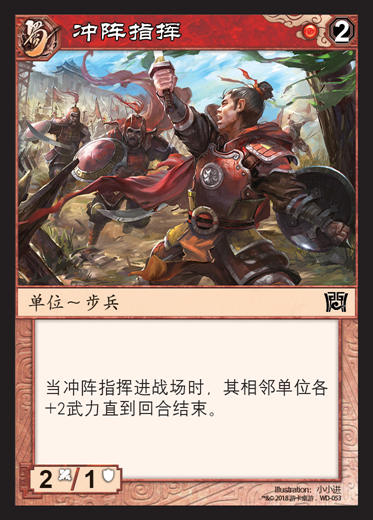 蜀
冲阵指挥
2
单位～步兵
当冲阵指挥进战场时，其相邻单位各
+2武力直到回合结束。
2/1
Illustration: 小小进
™&© 2018 游卡桌游. WD-053